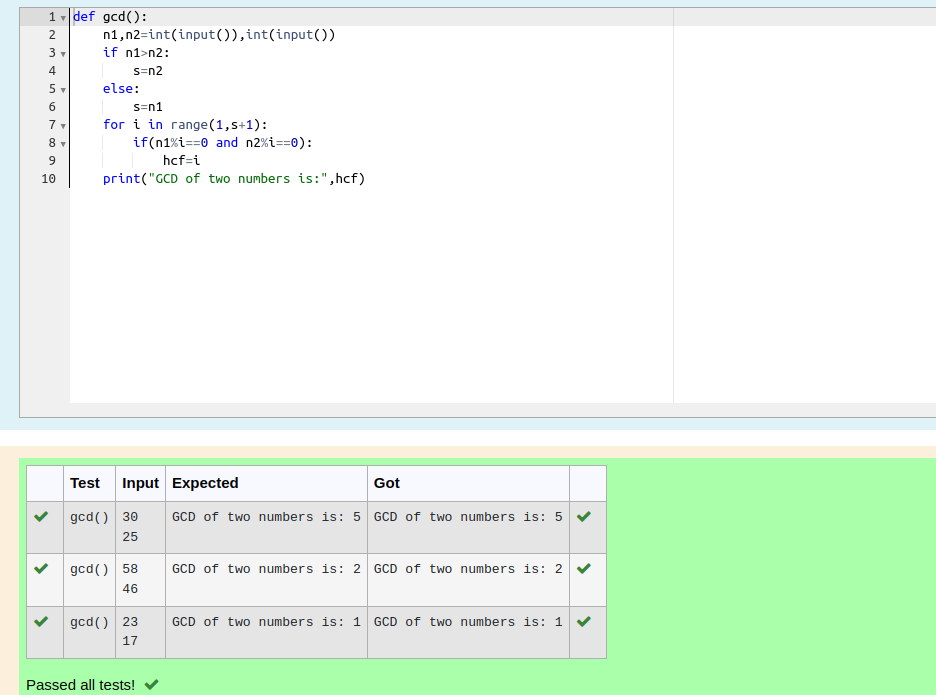 1 def gcd():
2     n1,n2=int(input()),int(input())
3     if n1>n2:
4         s=n2
5     else:
6         s=n1
7     for i in range(1,s+1):
8         if(n1%i==0 and n2%i==0):
9             hcf=i
10     print("GCD of two numbers is:",hcf)
Test Input Expected Got
gcd() 30 GCD of two numbers is: 5 GCD of two numbers is: 5
25
gcd() 58 GCD of two numbers is: 2 GCD of two numbers is: 2
46
gcd() 23 GCD of two numbers is: 1 GCD of two numbers is: 1
17
Passed all tests!